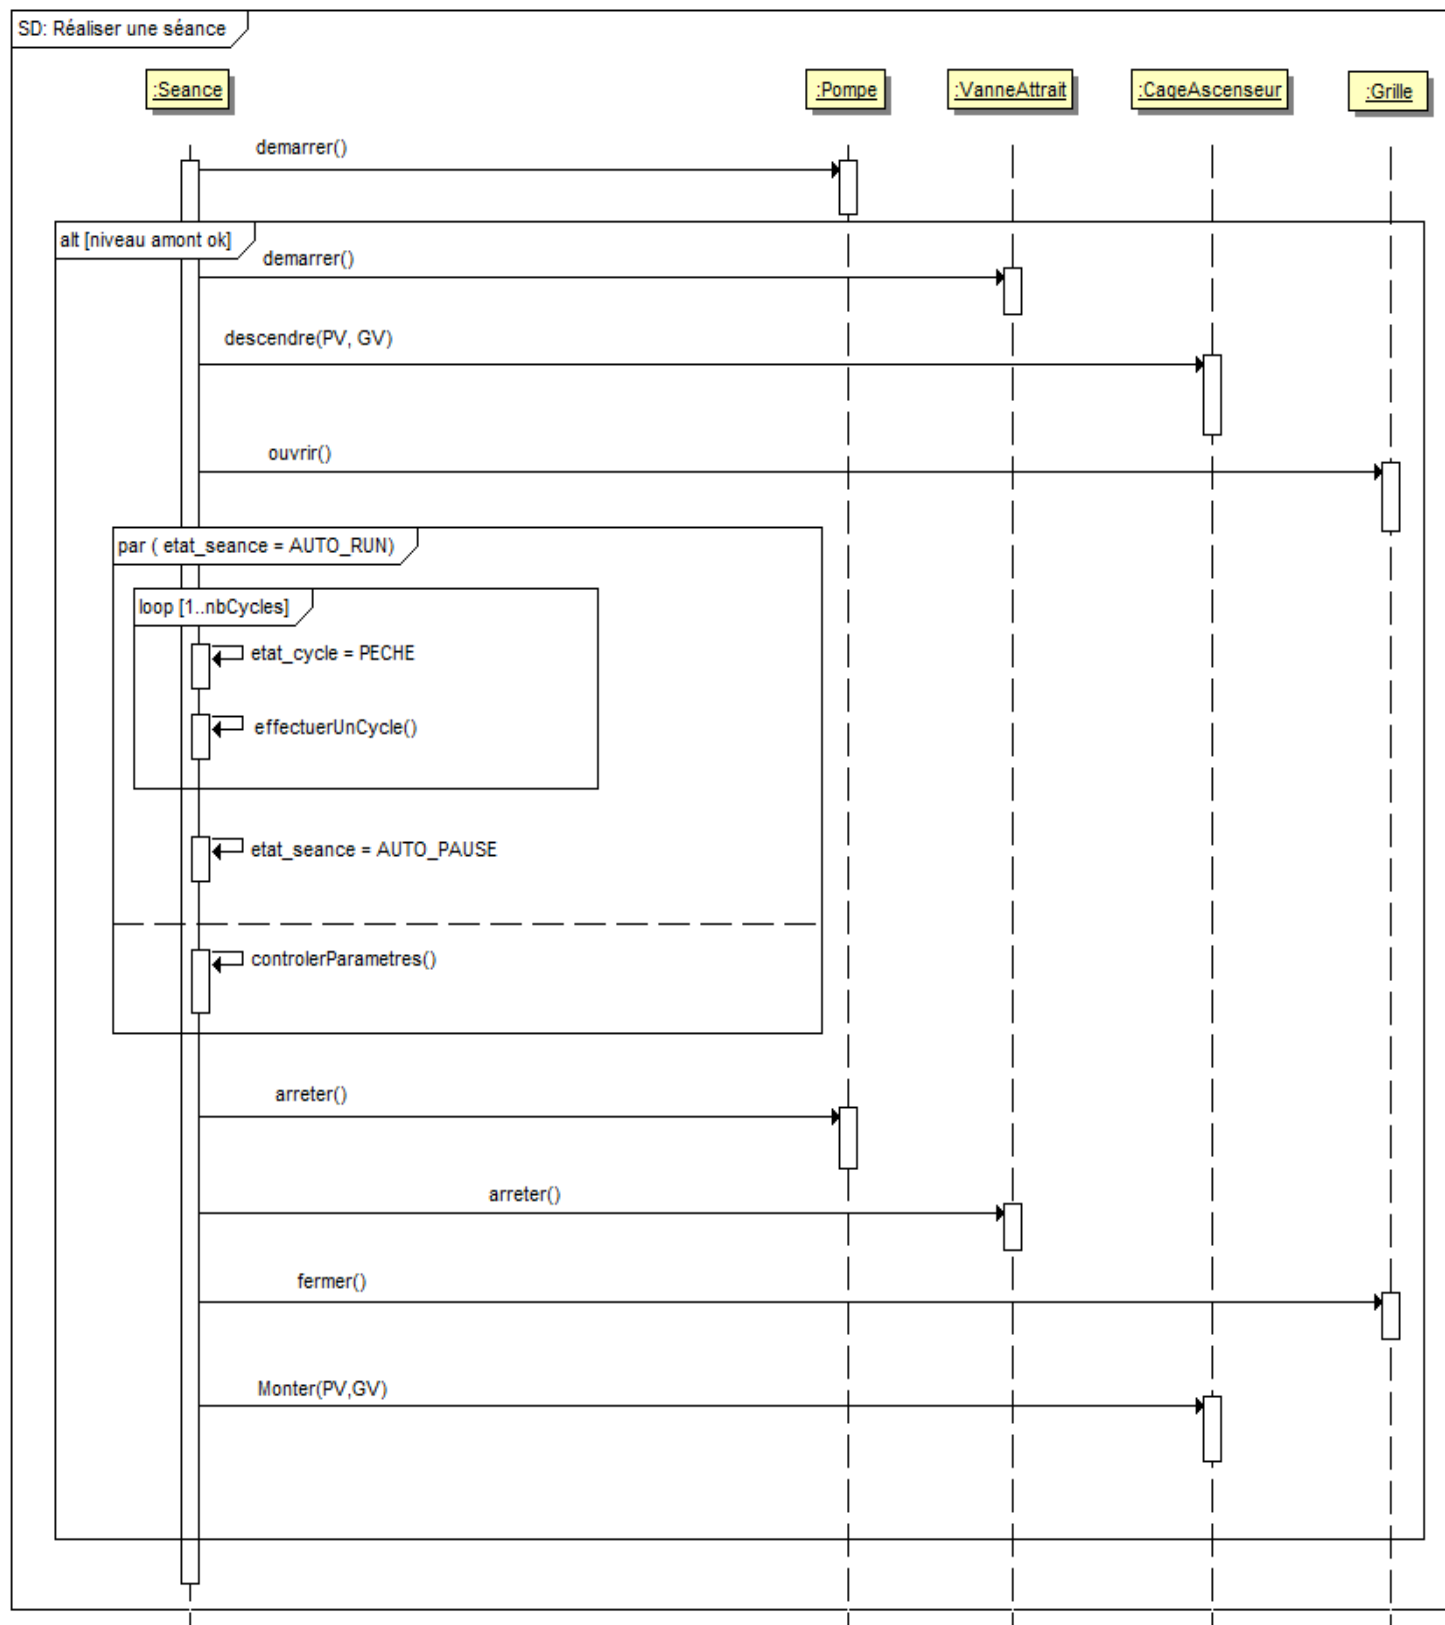 SD: Réaliser une séance
:Seance
:Pompe
:VanneAttrait
:CageAscenseur
:Grille
demarrer()
alt [niveau amont ok]
demarrer()
descendre(PV, GV)
ouvrir()
par ( etat_seance = AUTO_RUN)
loop [1..nbCycles]
etat_cycle = PECHE
effectuerUnCycle()
etat_seance = AUTO_PAUSE
controlerParametres()
arreter()
arreter()
fermer()
Monter(PV,GV)